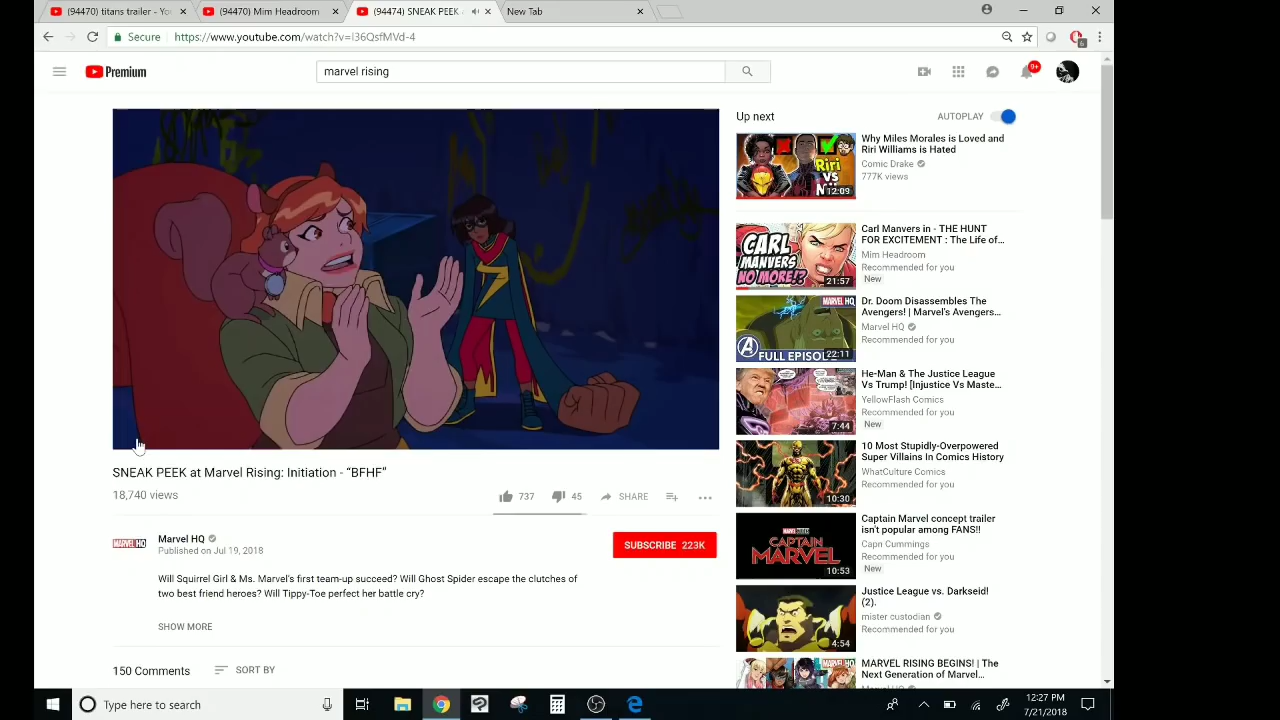 (94470) titans trailer - Yo
(94470) Mim Headroom
(94474) SNEAK PEEK
New Tab
Secure
https://www.youtube.com/watch?v=I36QsfMVd-4
6
Premium
marvel rising
9+
Up next
AUTOPLAY
Why Miles Morales is Loved and
Riri Williams is Hated
Comic Drake
777K views
Riri
VS
12:09
Carl Manvers in - THE HUNT
FOR EXCITEMENT : The Life of...
Mim Headroom
Recommended for you
New
CARL
MANVERS
NO MORE!?
21:57
Dr. Doom Disassembles The
Avengers! | Marvel's Avengers...
Marvel HQ
Recommended for you
MARVEL HQ
FULL EPISODE
22:11
He-Man & The Justice League
Vs Trump! [Injustice Vs Maste...
YellowFlash Comics
Recommended for you
New
7:44
10 Most Stupidly-Overpowered
Super Villains In Comics History
WhatCulture Comics
Recommended for you
10:30
Captain Marvel concept trailer
isn't popular among FANS!!
Capn Cummings
Recommended for you
New
CAPTAIN
MARVEL
10:53
Justice League vs. Darkseid!
(2).
mister custodian
Recommended for you
4:54
MARVEL RISING BEGINS! | The
Next Generation of Marvel...
SNEAK PEEK at Marvel Rising: Initiation - “BFHF”
18,740 views
737
45
SHARE
MARVEL HQ
Marvel HQ
Published on Jul 19, 2018
SUBSCRIBE 223K
Will Squirrel Girl & Ms. Marvel's first team-up succeed? Will Ghost Spider escape the clutches of
two best friend heroes? Will Tippy-Toe perfect her battle cry?
SHOW MORE
150 Comments
SORT BY
Type here to search
12:27 PM
7/21/2018